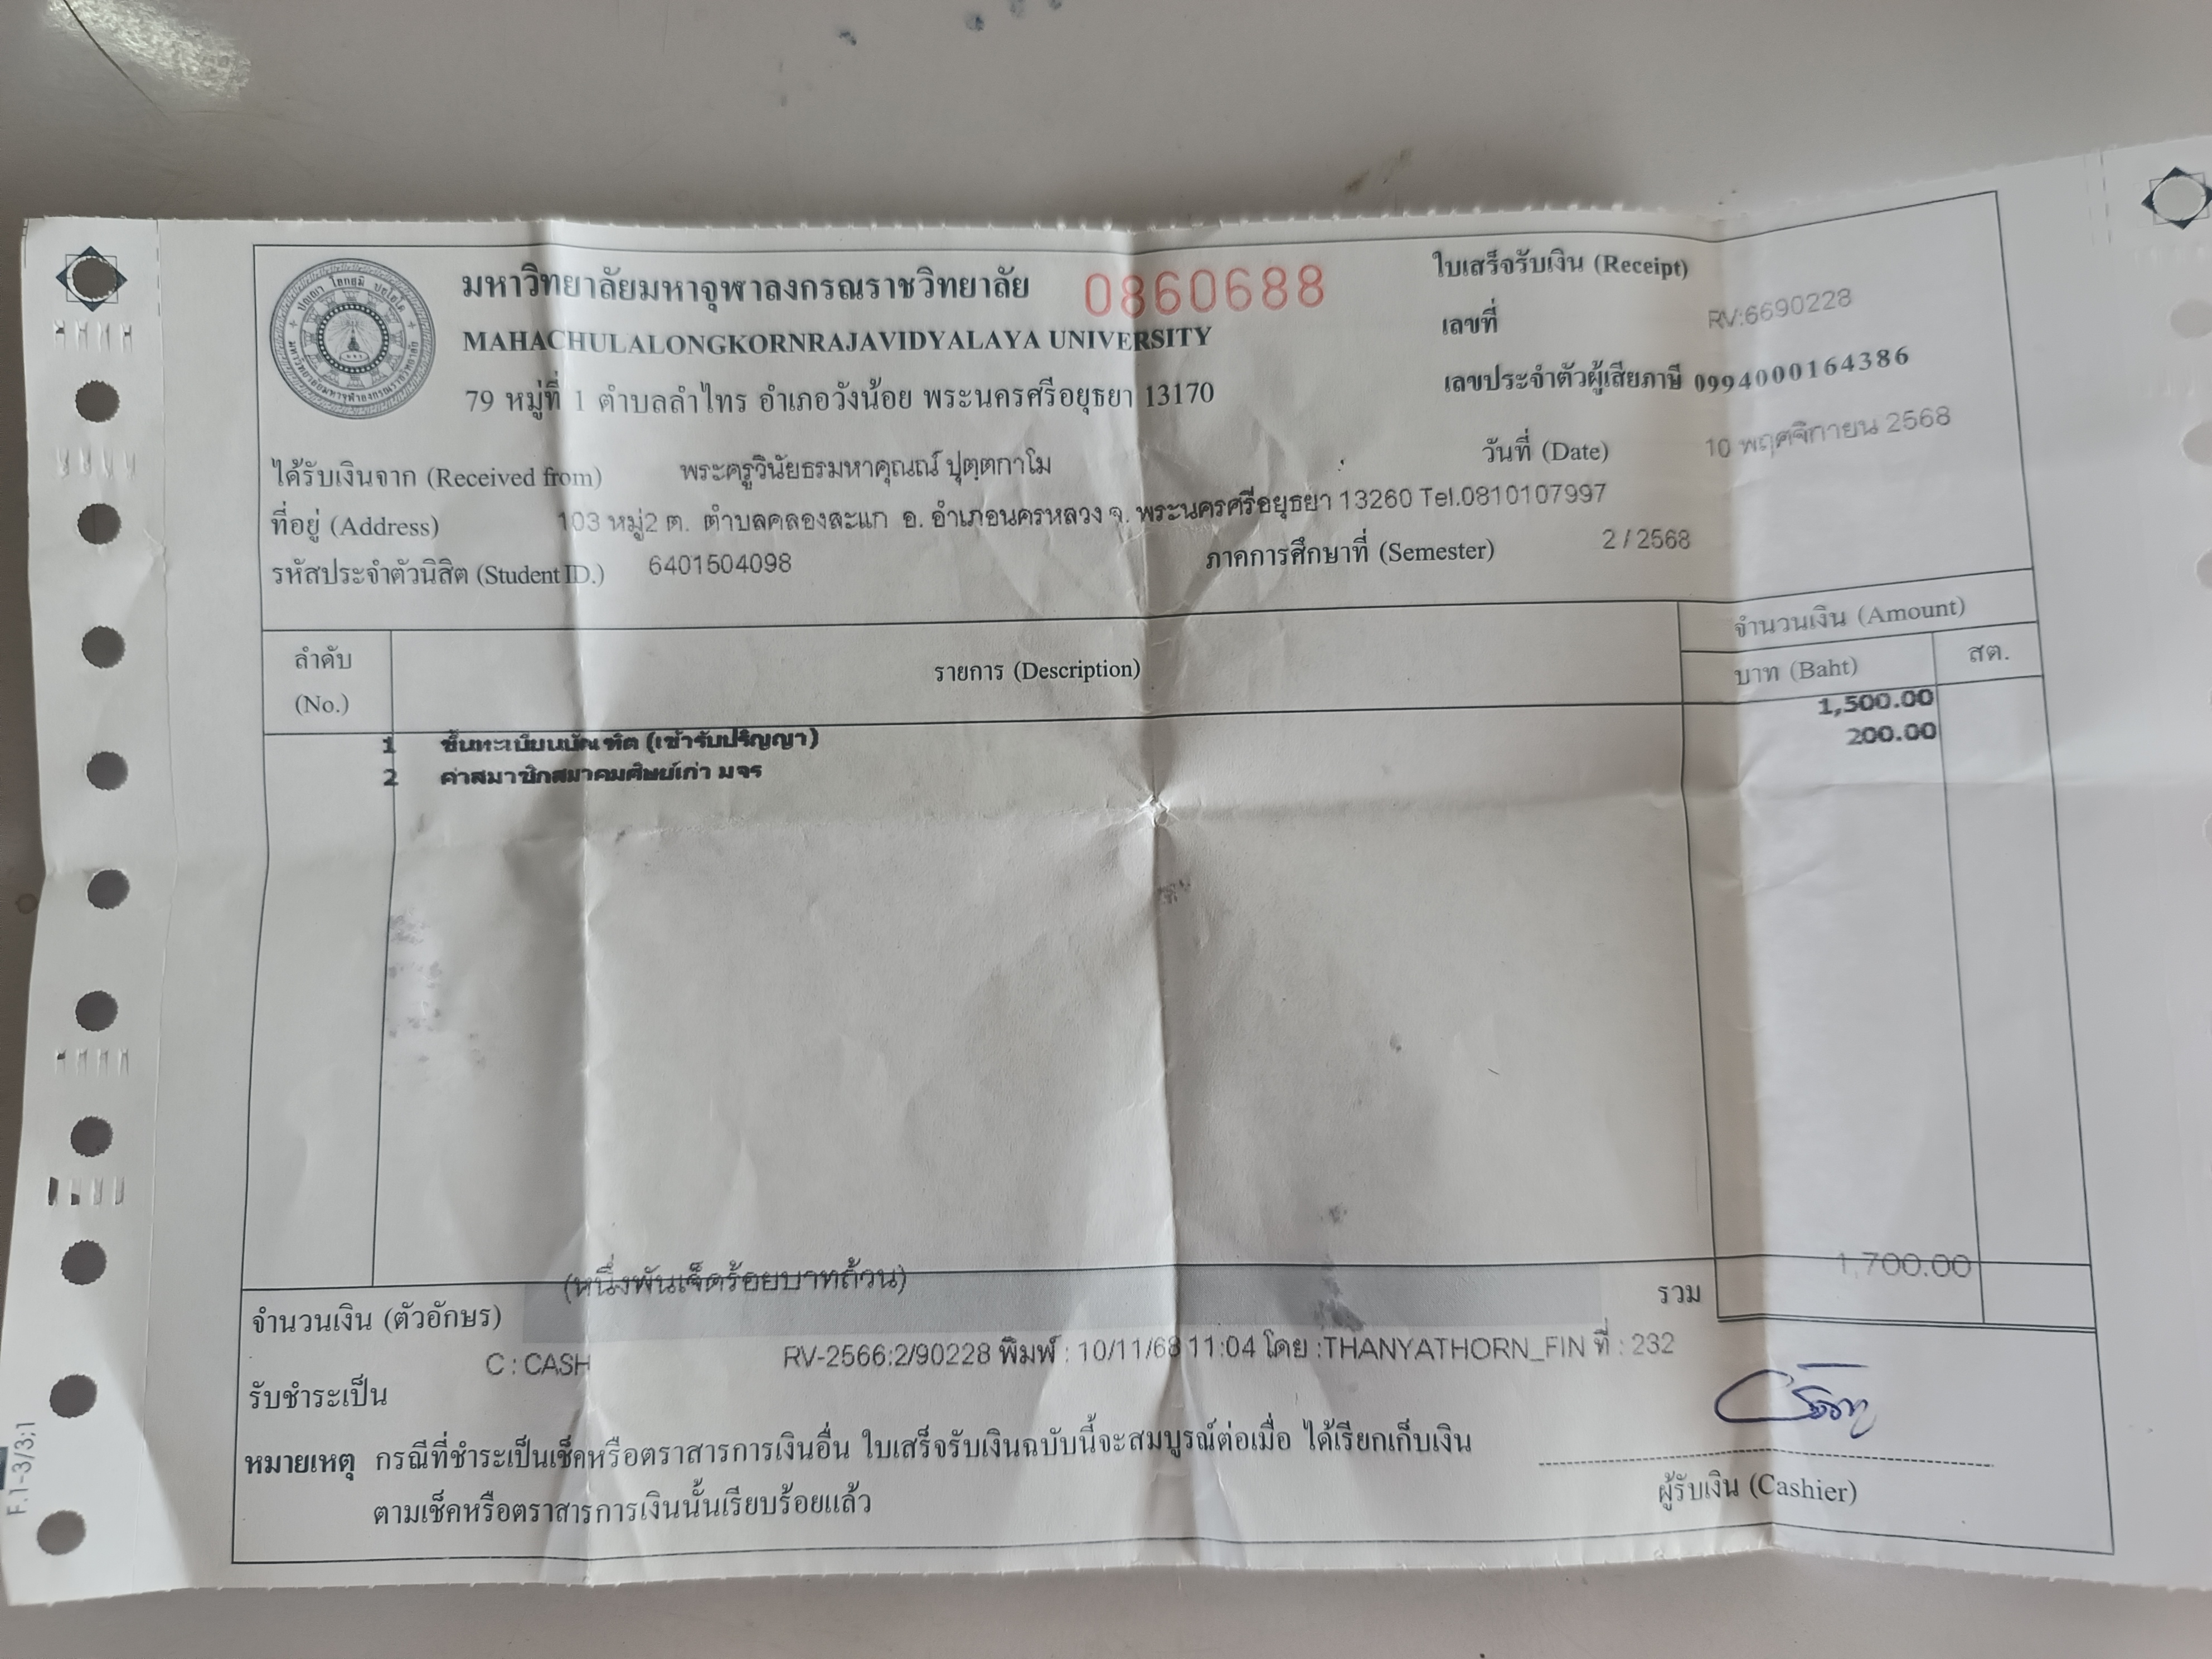 มหาวิทยาลัยมหาจุฬาลงกรณราชวิทยาลัย 0860688 ใบเสร็จรับเงิน (Receipt)
MAHACHULALONGKORNRAJAVIDYALAYA UNIVERSITY เลขที่ RV:6690228
79 หมู่ที่ 1 ตำบลลำไทร อำเภอวังน้อย พระนครศรีอยุธยา 13170 เลขประจำตัวผู้เสียภาษี 0994000164386
ได้รับเงินจาก (Received from) พระครูวินัยธรมหาคุณณ์ ปุตฺตกาโม วันที่ (Date) 10 พฤศจิกายน 2568
ที่อยู่ (Address) 103 หมู่2 ต. ตำบลคลองสะแก อ. อำเภอนครหลวง จ. พระนครศรีอยุธยา 13260 Tel.0810107997
รหัสประจำตัวนิสิต (Student ID.) 6401504098 ภาคการศึกษาที่ (Semester) 2 / 2568
ลำดับ (No.) รายการ (Description) จำนวนเงิน (Amount)
บาท (Baht) สต.
1 ขึ้นทะเบียนบัณฑิต (เข้ารับปริญญา) 1,500.00
2 ค่าสมาชิกสมาคมศิษย์เก่า มจร 200.00
จำนวนเงิน (ตัวอักษร) (หนึ่งพันเจ็ดร้อยบาทถ้วน) รวม 1,700.00
รับชำระเป็น C : CASH RV-2566:2/90228 พิมพ์ : 10/11/68 11:04 โดย :THANYATHORN_FIN ที่ : 232
หมายเหตุ กรณีที่ชำระเป็นเช็คหรือตราสารการเงินอื่น ใบเสร็จรับเงินฉบับนี้จะสมบูรณ์ต่อเมื่อ ได้เรียกเก็บเงิน
ตามเช็คหรือตราสารการเงินนั้นเรียบร้อยแล้ว
ผู้รับเงิน (Cashier)
F.1-3/3:1